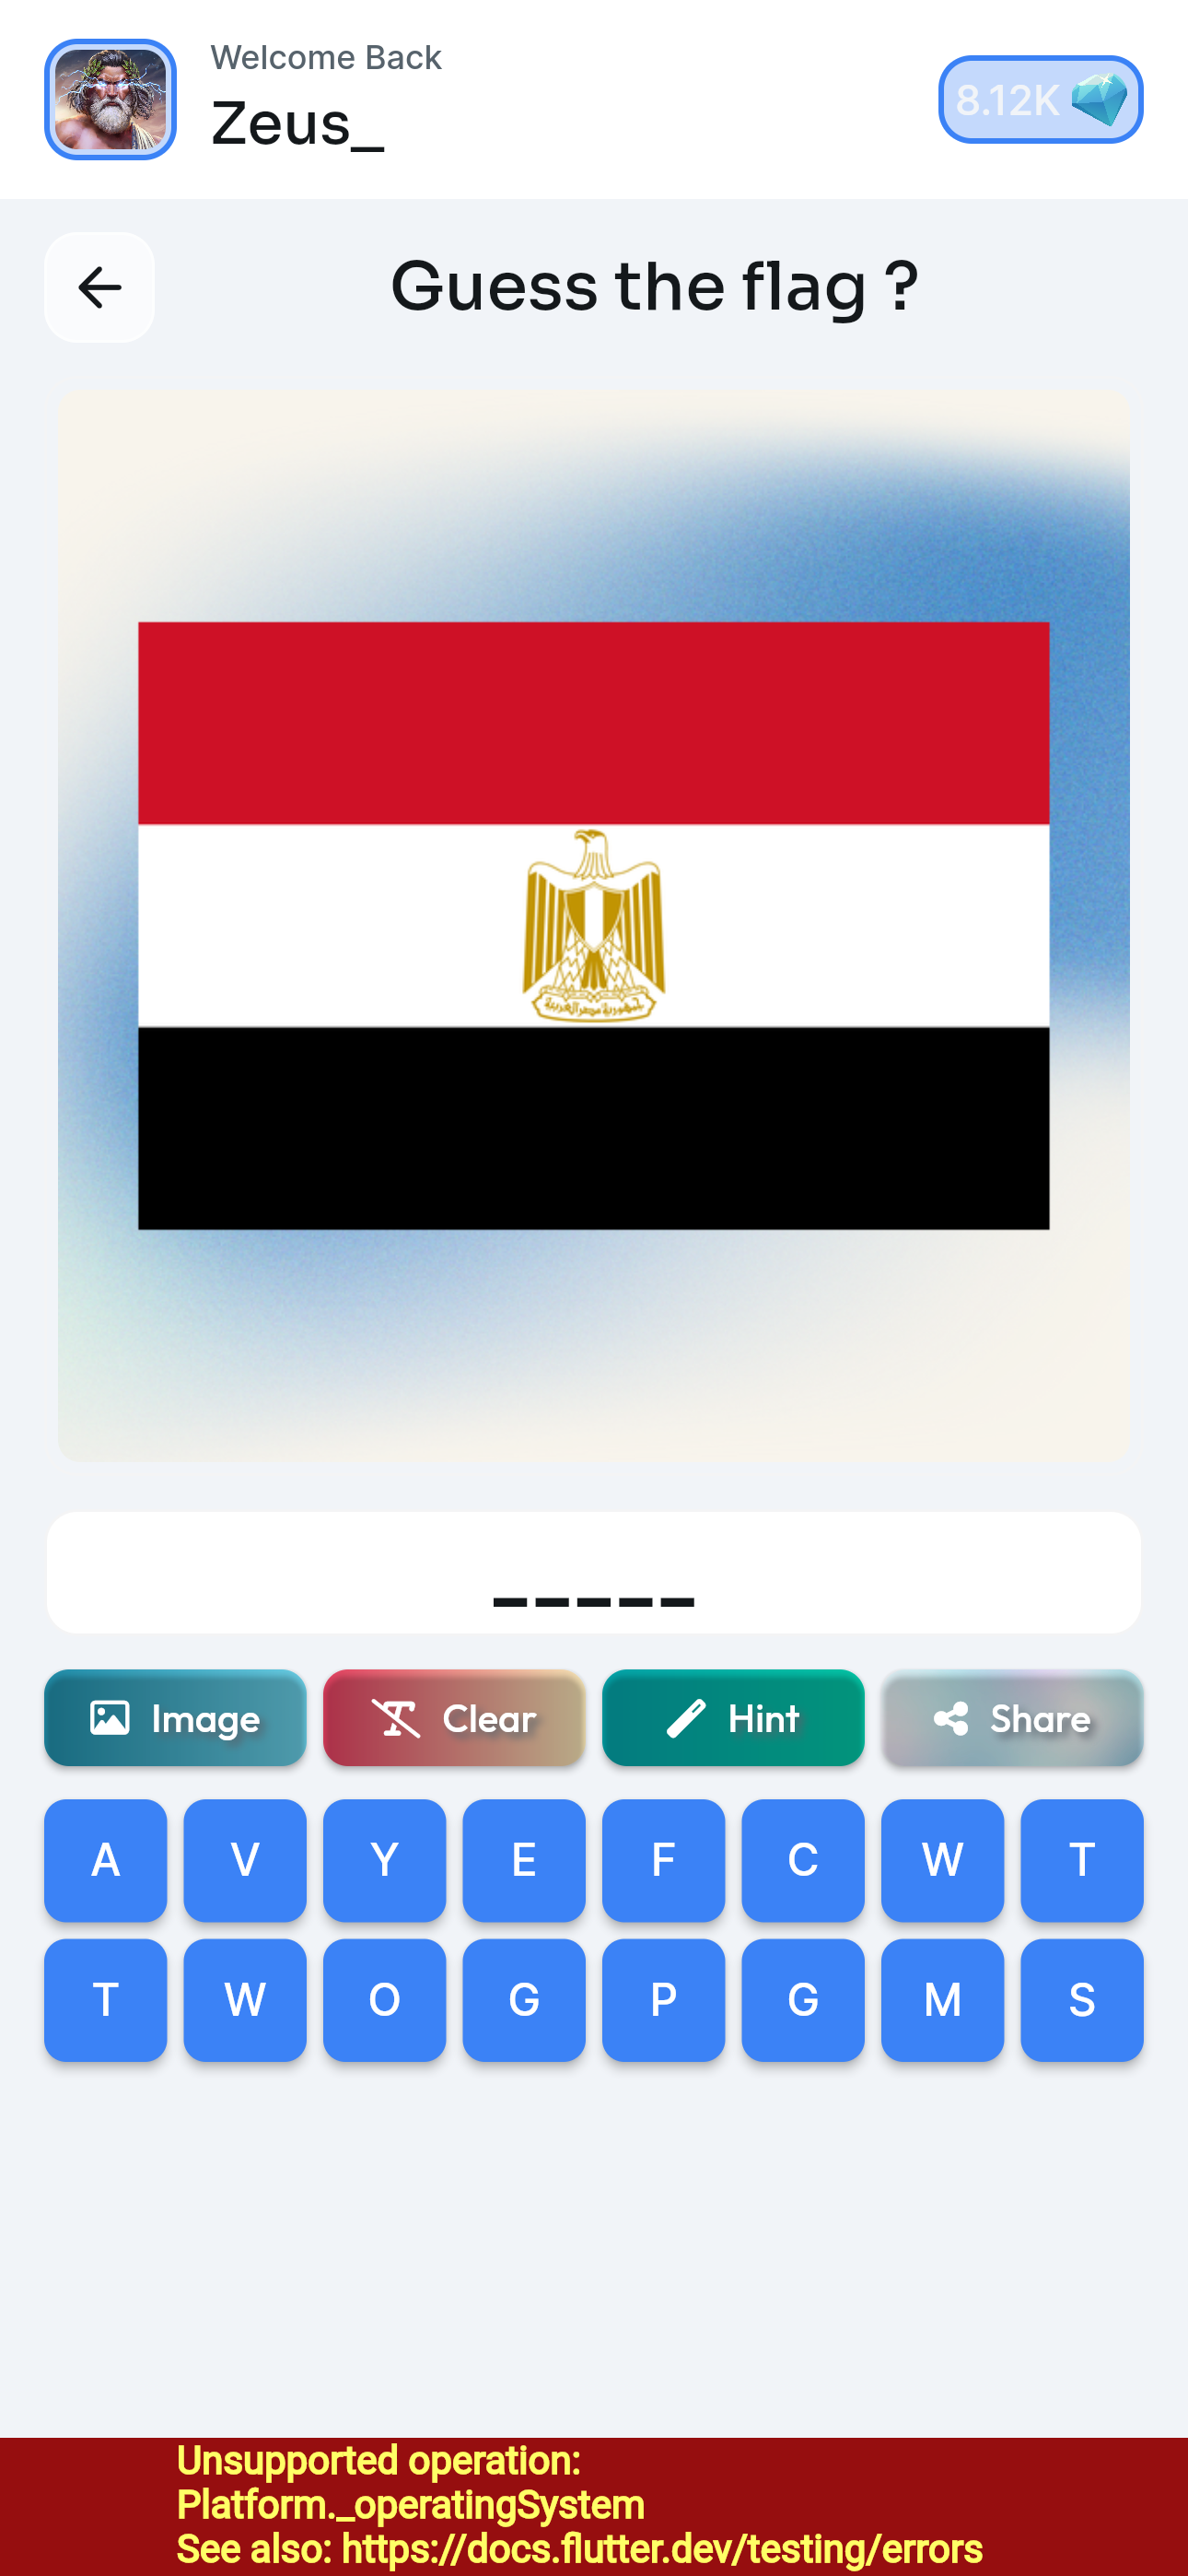 Welcome Back
Zeus_
8.12K
Guess the flag ?
جمهورية مصر العربية
_____
Image
Clear
Hint
Share
A V Y E F C W T
T W O G P G M S
Unsupported operation:
Platform._operatingSystem
See also: https://docs.flutter.dev/testing/errors